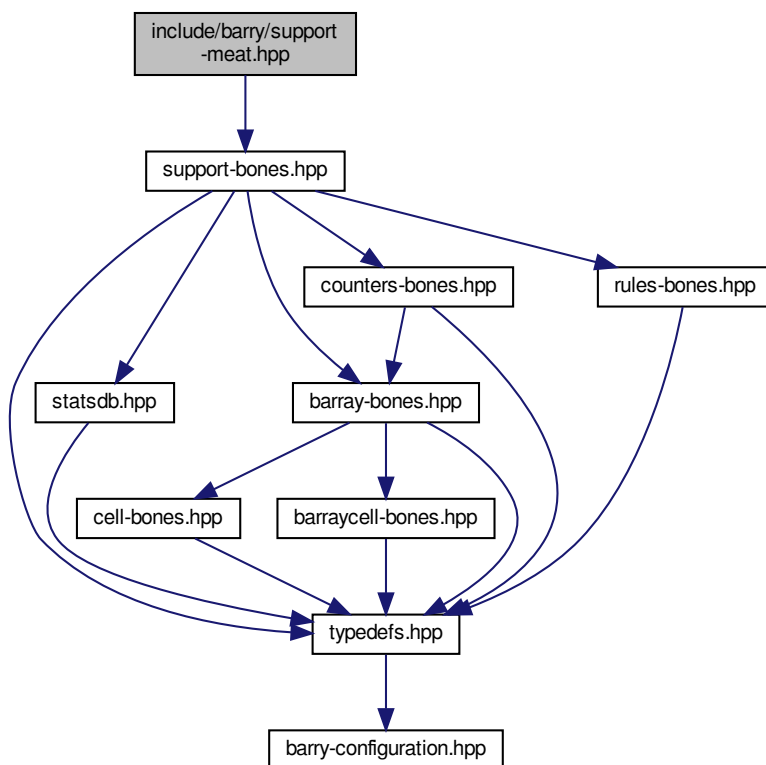 include/barry/support
-meat.hpp
support-bones.hpp
counters-bones.hpp
rules-bones.hpp
statsdb.hpp
barray-bones.hpp
cell-bones.hpp
barraycell-bones.hpp
typedefs.hpp
barry-configuration.hpp